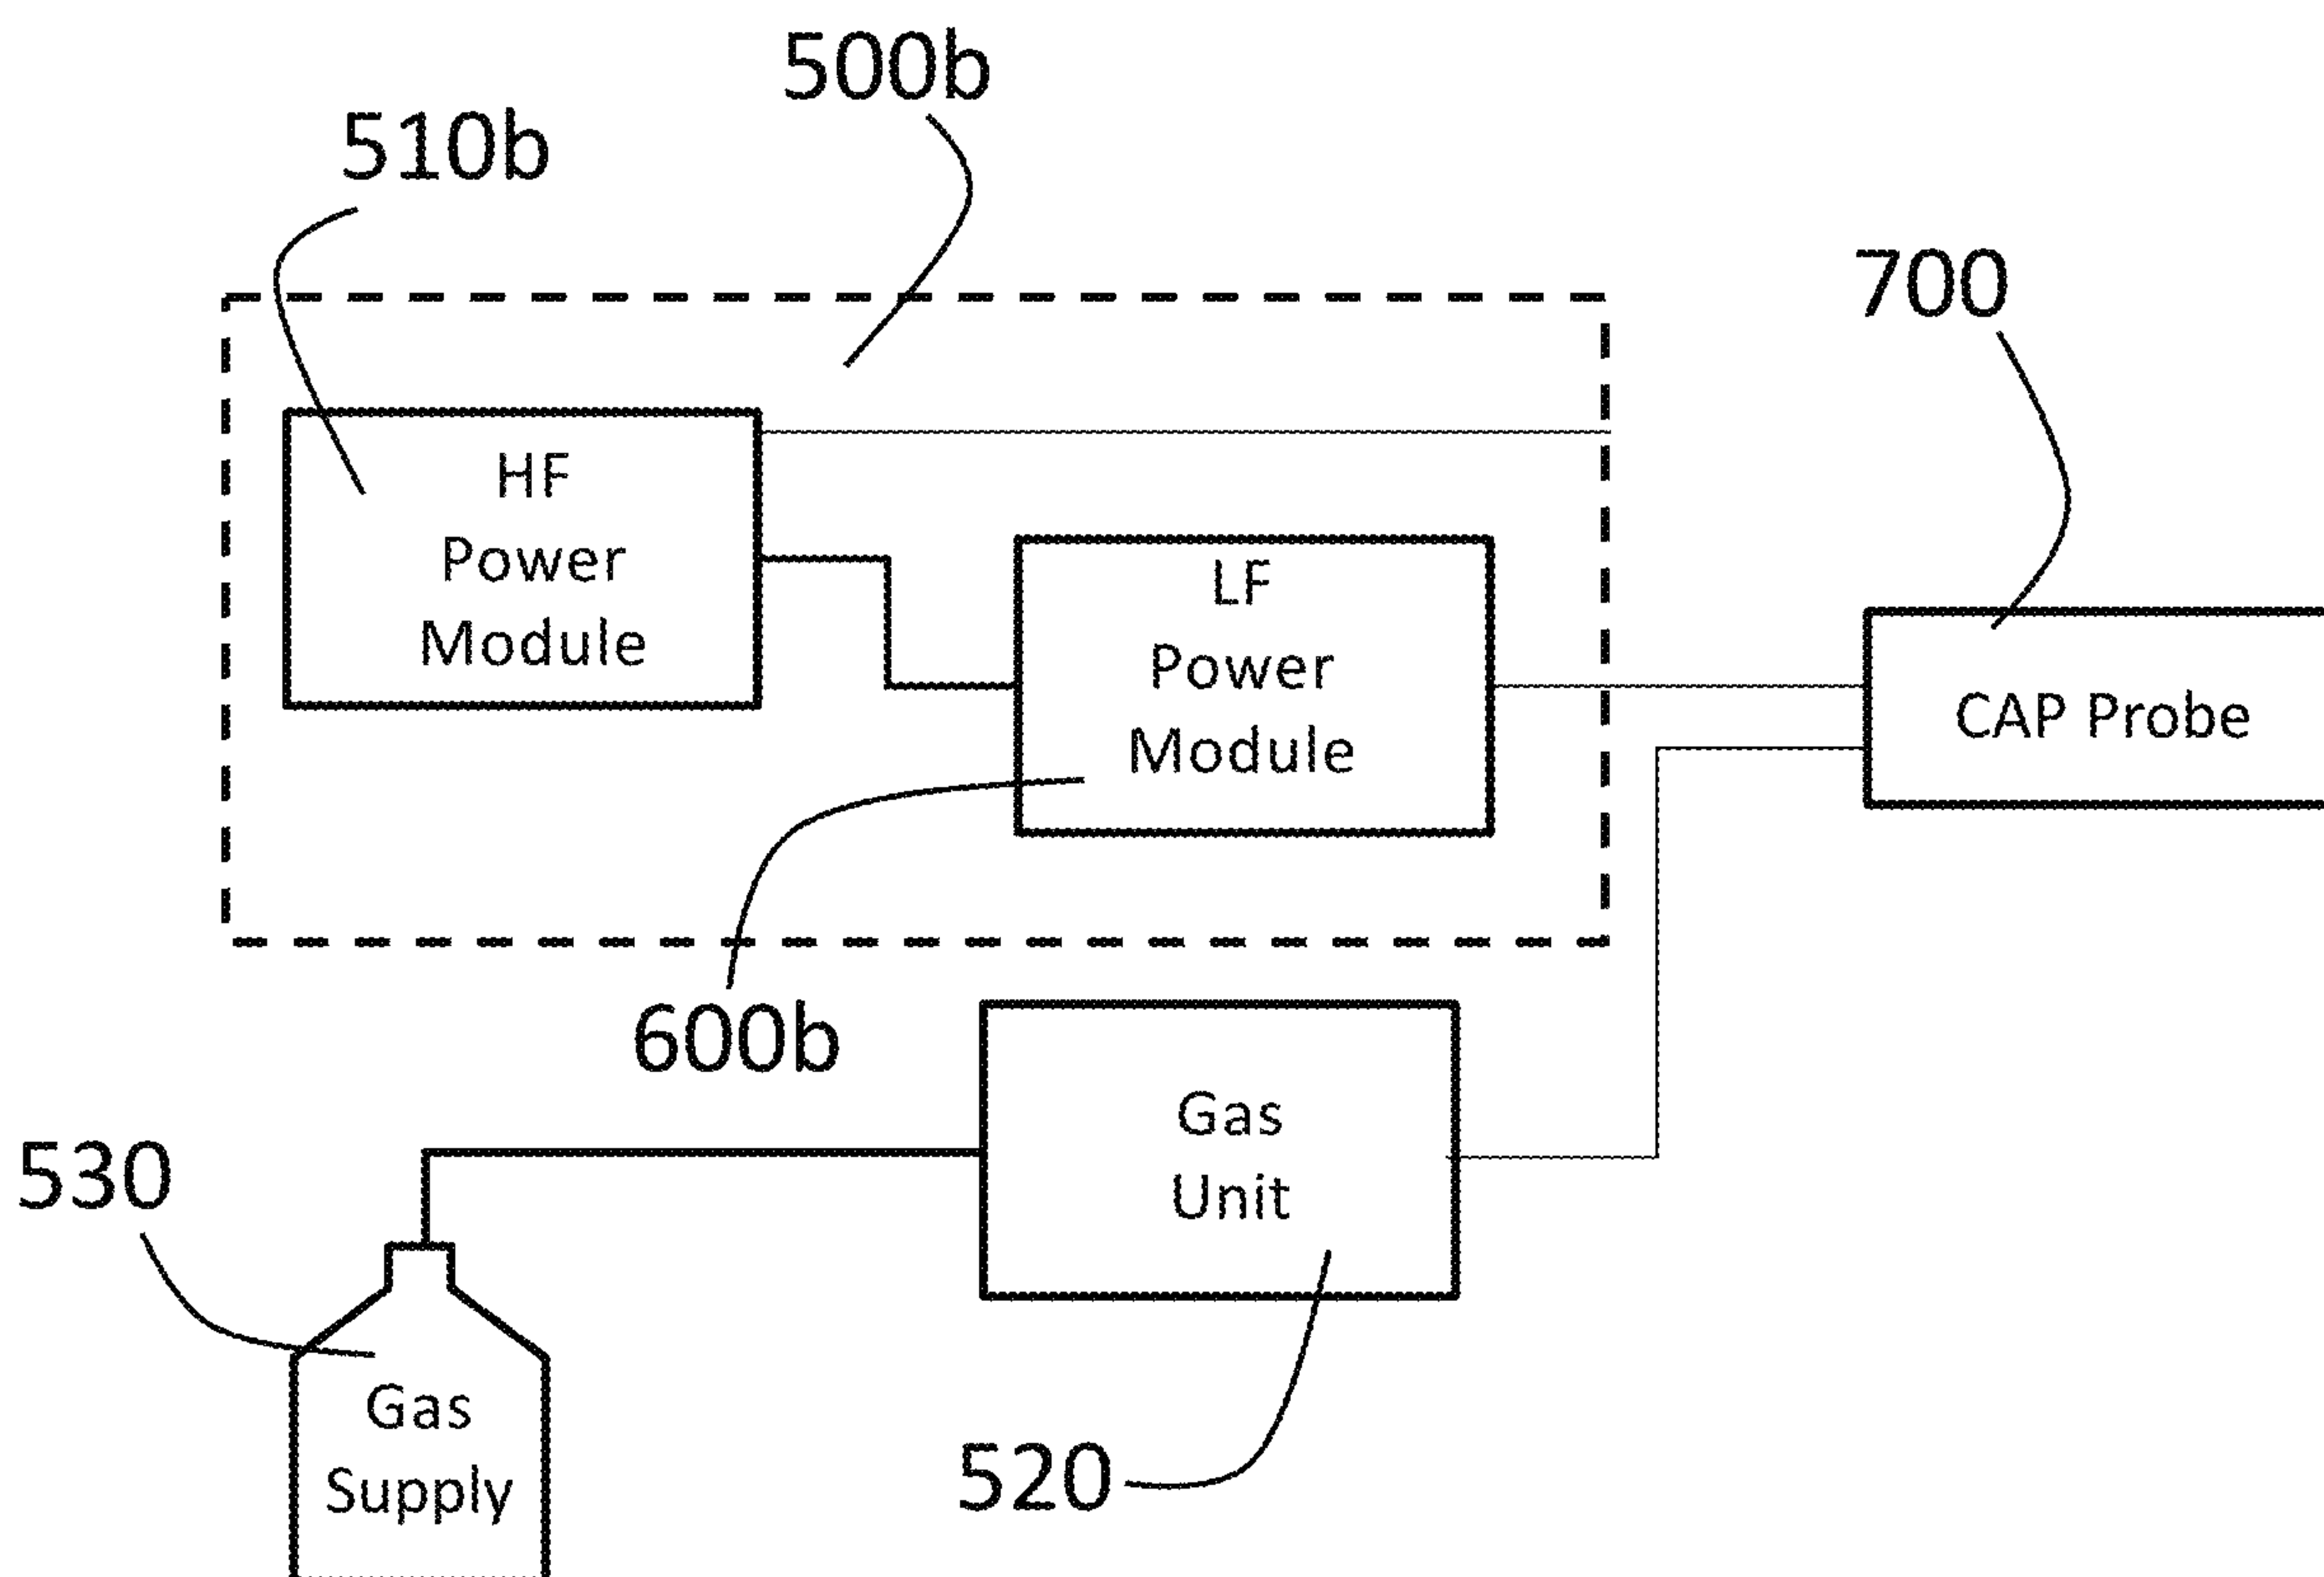 500b
510b
700
HF
Power
Module
LF
Power
Module
CAP Probe
600b
Gas
Unit
530
Gas
Supply
520